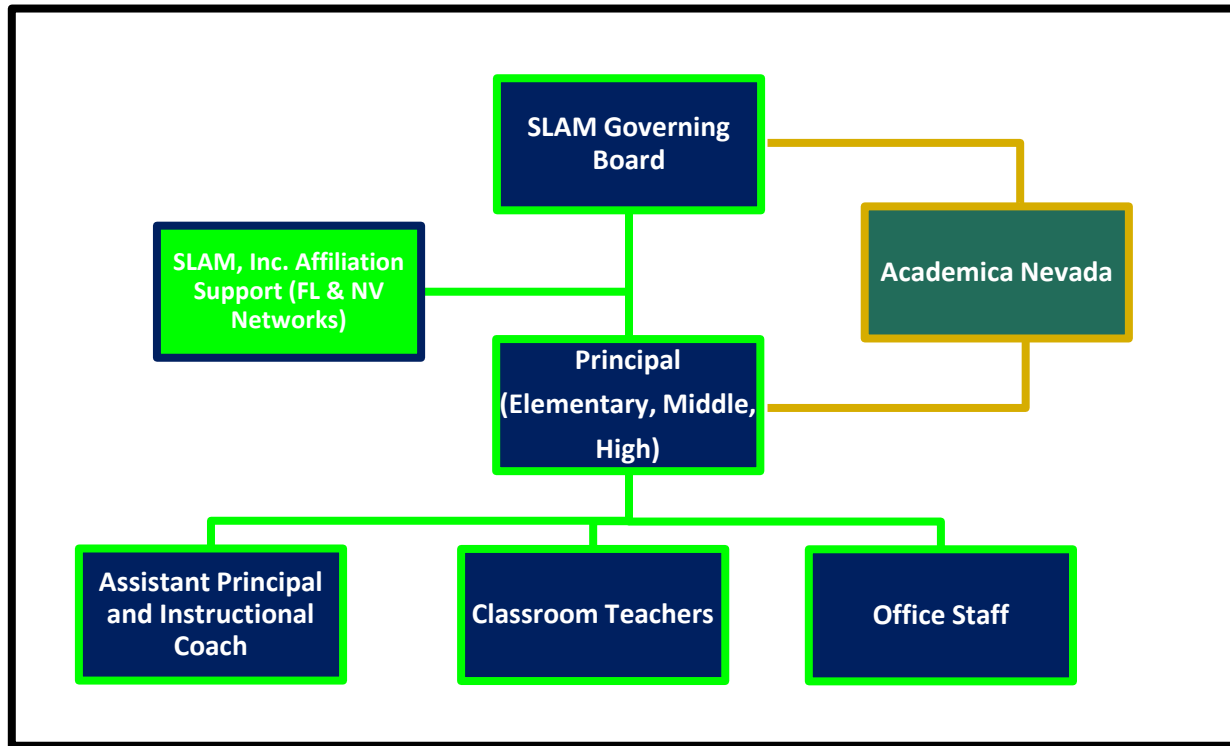 SLAM Governing
Board
SLAM, Inc. Affiliation
Support (FL & NV
Networks)
Academica Nevada
Principal
(Elementary, Middle,
High)
Assistant Principal
and Instructional
Coach
Classroom Teachers
Office Staff